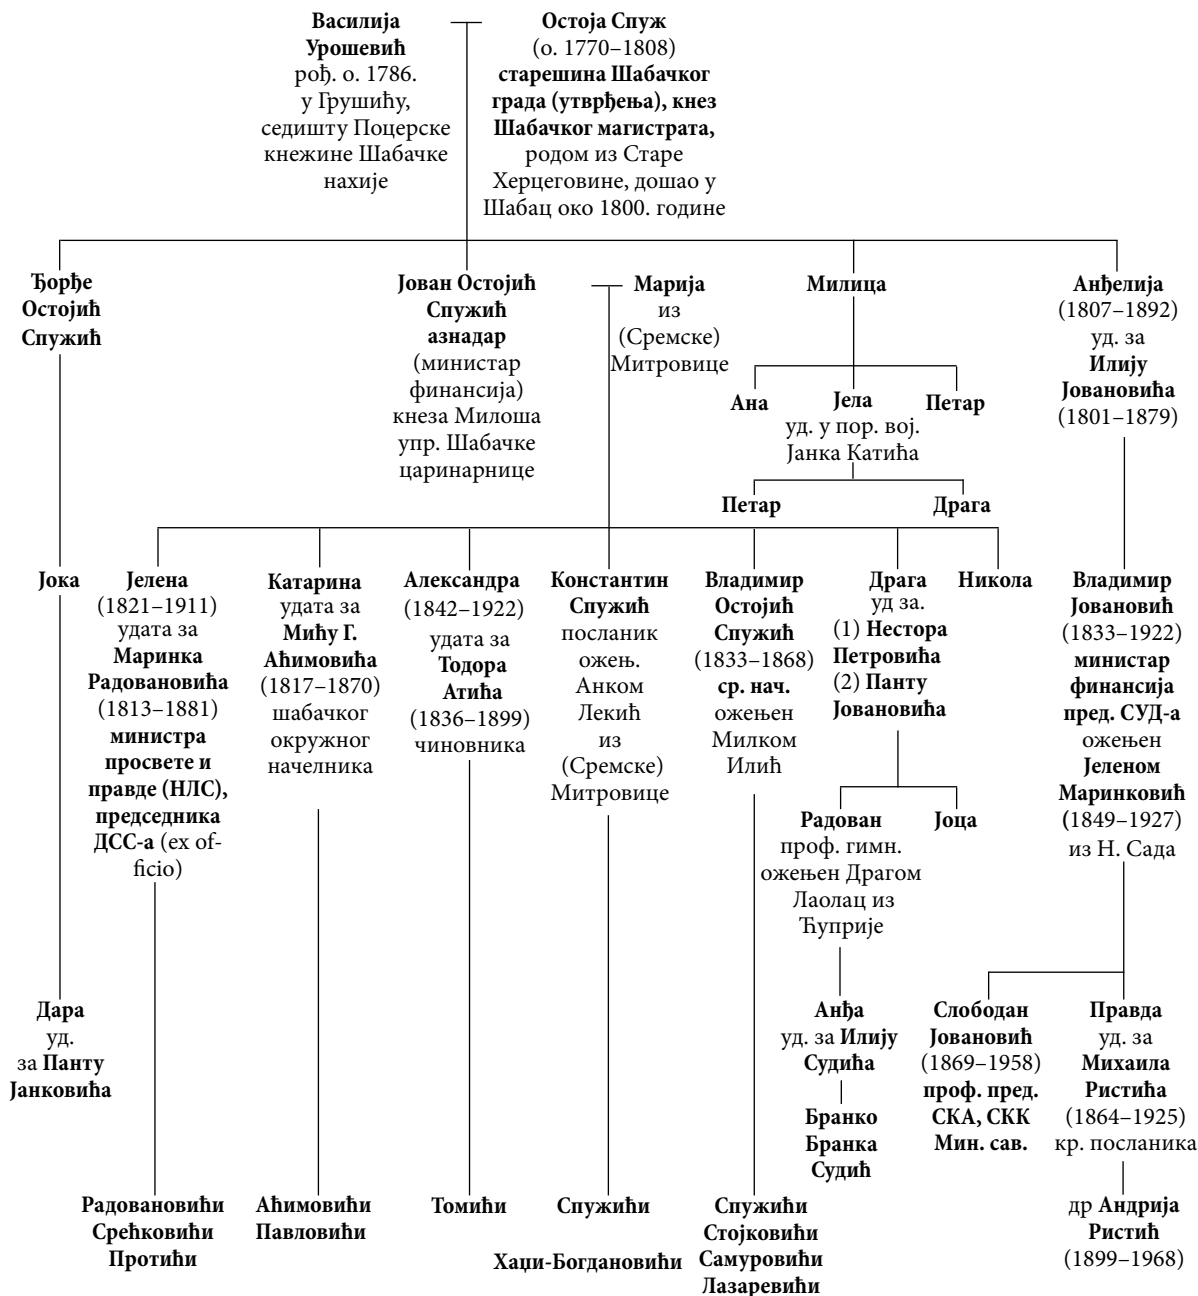 Василија
Урошевић
рођ. о. 1786.
у Грушићу,
седишту Поцерске
кнежине Шабачке
нахије
Остоја Спуж
(о. 1770–1808)
старешина Шабачког
града (утврђења), кнез
Шабачког магистрата,
родом из Старе
Херцеговине, дошао у
Шабац око 1800. године
Ђорђе
Остојић
Спужић
Јован Остојић
Спужић
азнадар
(министар
финансија)
кнеза Милоша
упр. Шабачке
царинарнице
Марија
из
(Сремске)
Митровице
Милица
Анђелија
(1807–1892)
уд. за
Илију
Јовановића
(1801–1879)
Ана
Јела
уд. у пор. вој.
Јанка Катића
Петар
Петар
Драга
Јока
Јелена
(1821–1911)
удата за
Маринка
Радовановића
(1813–1881)
министра
просвете и
правде (НЛС),
председника
ДСС-а (ex of-
ficio)
Катарина
удата за
Мићу Г.
Аћимовића
(1817–1870)
шабачког
окружног
начелника
Александра
(1842–1922)
удата за
Тодора
Атића
(1836–1899)
чиновника
Константин
Спужић
посланик
ожењ.
Анком
Лекић
из
(Сремске)
Митровице
Владимир
Остојић
Спужић
(1833–1868)
ср. нач.
ожењен
Милком
Илић
Драга
уд за.
(1) Нестора
Петровића
(2) Панту
Јовановића
Никола
Владимир
Јовановић
(1833–1922)
министар
финансија
пред. СУД-а
ожењен
Јеленом
Маринковић
(1849–1927)
из Н. Сада
Радован
проф. гимн.
ожењен Драгом
Лаолац из
Ћуприје
Јоца
Дара
уд.
за Панту
Јанковића
Анђа
уд. за Илију
Судића
Бранко
Бранка
Судић
Слободан
Јовановић
(1869–1958)
проф. пред.
СКА, СКК
Мин. сав.
Правда
уд. за
Михаила
Ристића
(1864–1925)
кр. посланика
Радовановићи
Срећковићи
Протићи
Аћимовићи
Павловићи
Томићи
Спужићи
Хаџи-Богдановићи
Спужићи
Стојковићи
Самуровићи
Лазаревићи
др Андрија
Ристић
(1899–1968)